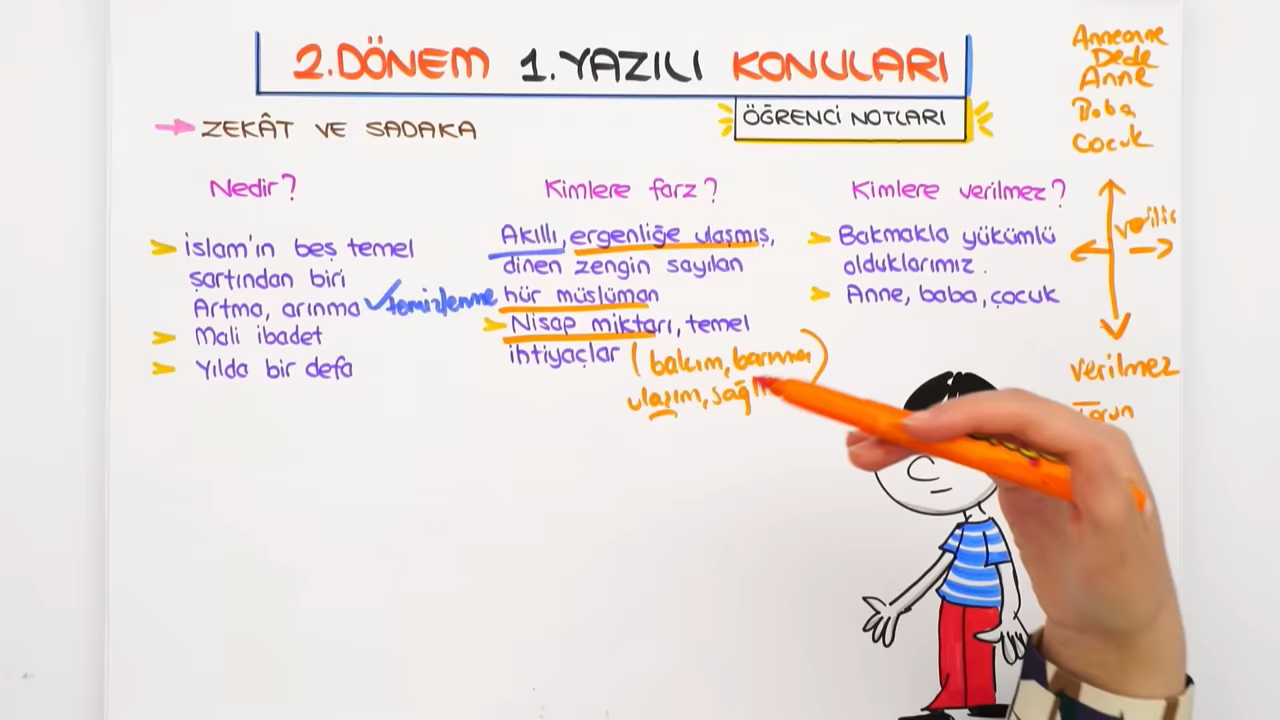 2.DÖNEM 1.YAZILI KONULARI
ÖĞRENCİ NOTLARI
ZEKÂT VE SADAKA
Nedir?
İslam'ın beş temel
şartından biri
Artma, arınma temizlenme
Mali ibadet
Yılda bir defa
Kimlere farz?
Akıllı, ergenliğe ulaşmış,
dinen zengin sayılan
hür müslüman
Nisap miktarı, temel
ihtiyaçlar (bakım, barınma)
ulaşım,
Kimlere verilmez?
Bakmakla yükümlü
olduklarımız.
Anne, baba, çocuk
Anneanne
Dede
Anne
Baba
Çocuk
verilir
verilmez
Torun